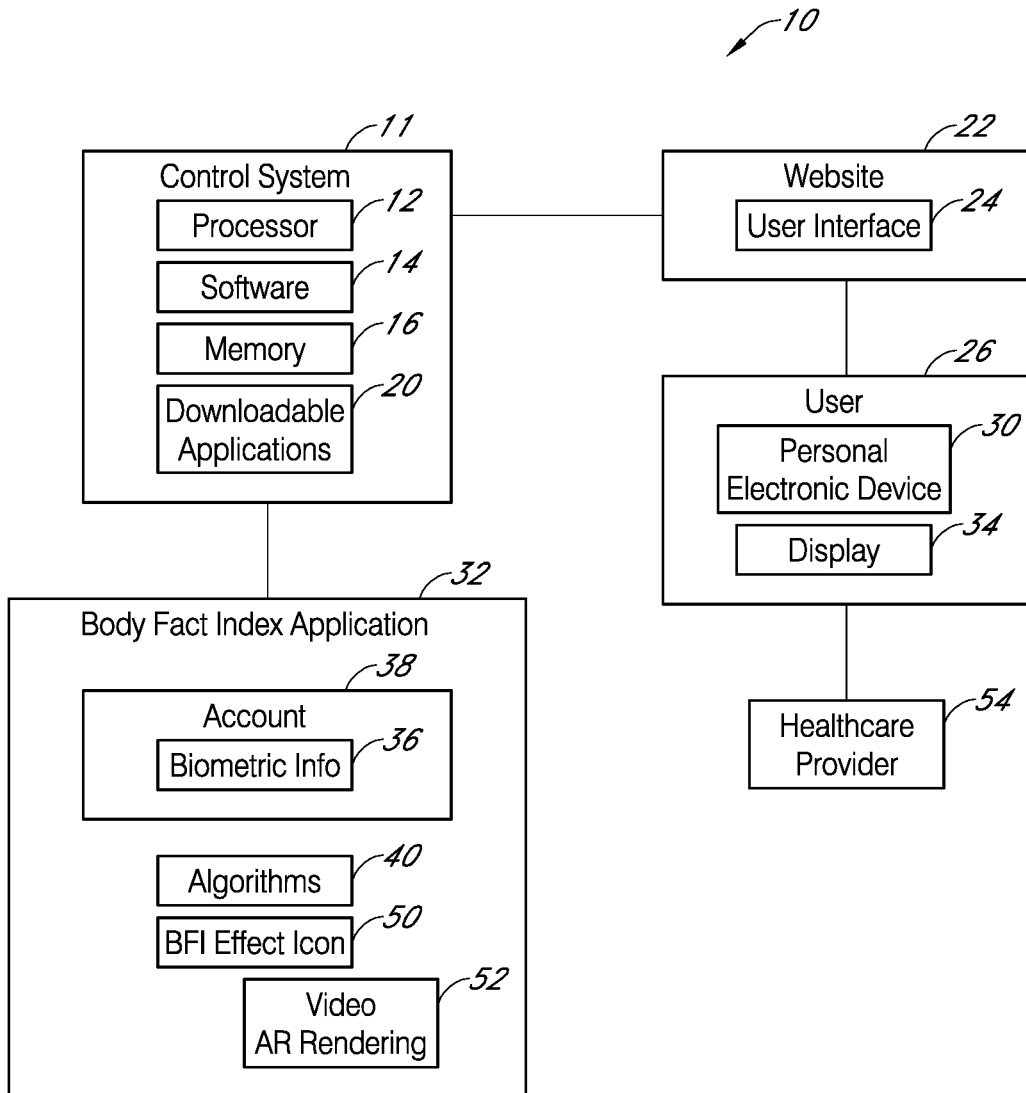 10
11
Control System
12
Processor
14
Software
16
Memory
20
Downloadable
Applications
22
Website
24
User Interface
26
User
30
Personal
Electronic Device
34
Display
54
Healthcare
Provider
32
Body Fact Index Application
38
Account
36
Biometric Info
40
Algorithms
50
BFI Effect Icon
52
Video
AR Rendering